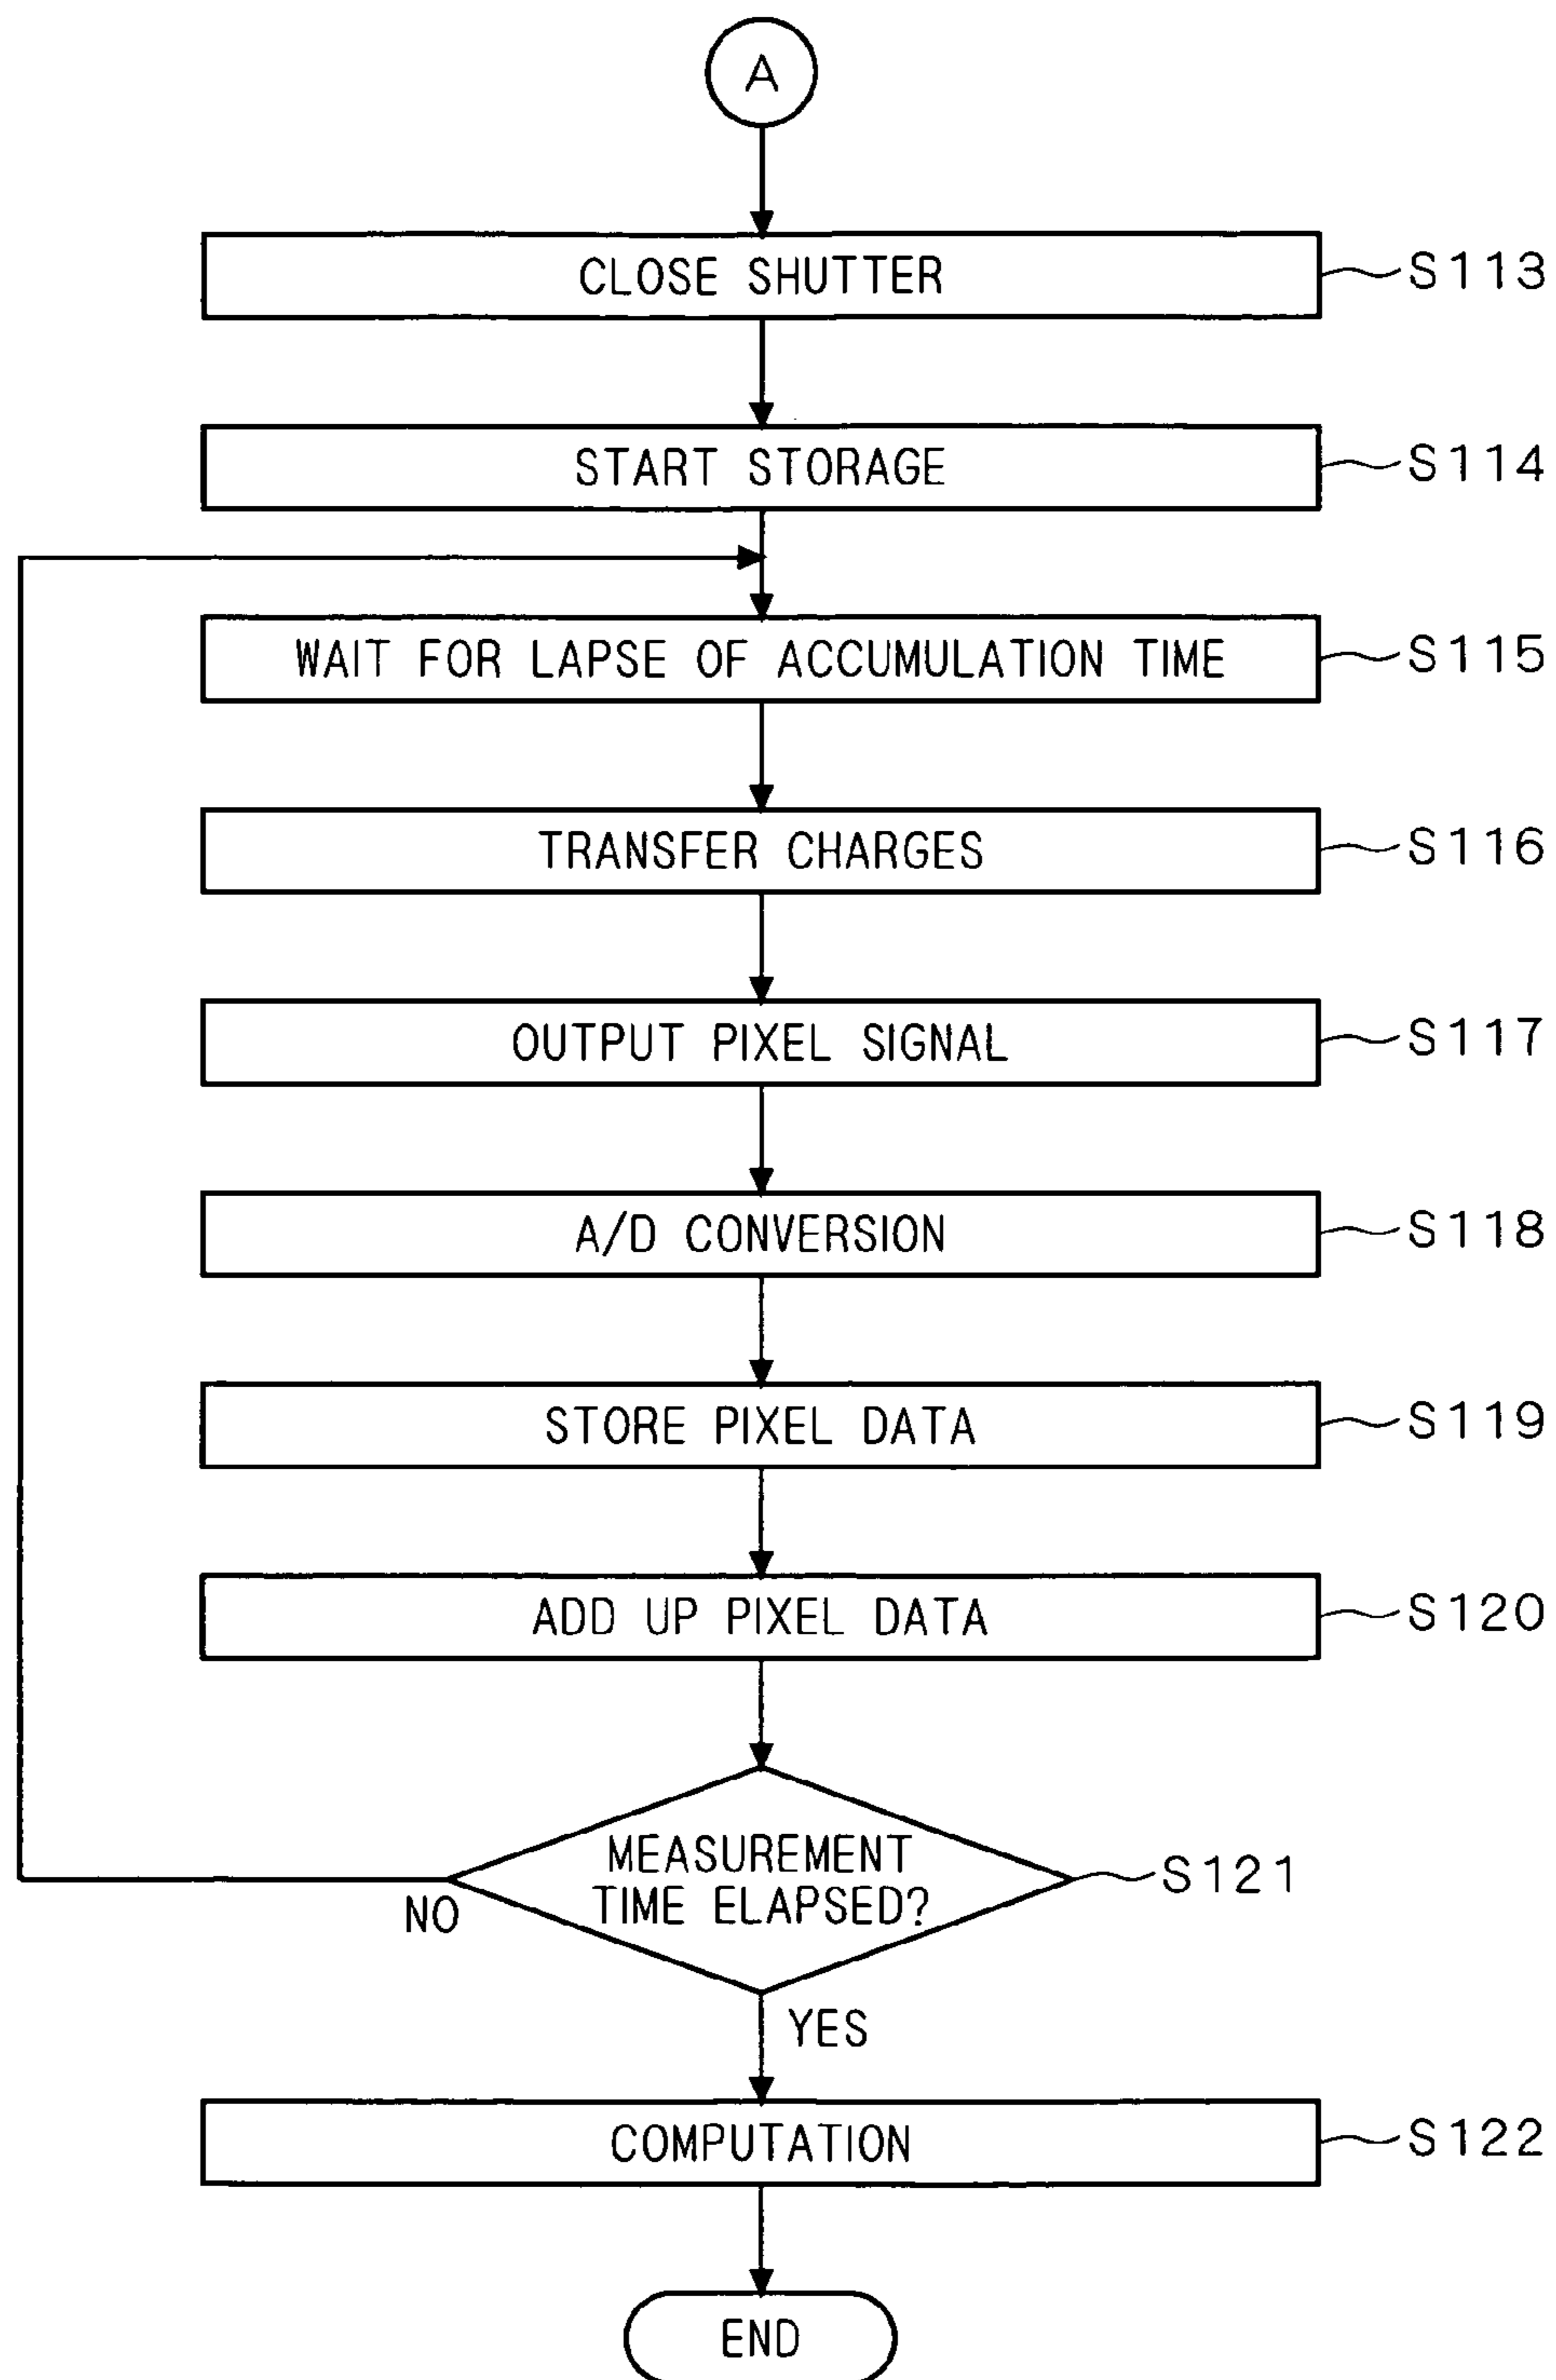 A
CLOSE SHUTTER
S113
START STORAGE
S114
WAIT FOR LAPSE OF ACCUMULATION TIME
S115
TRANSFER CHARGES
S116
OUTPUT PIXEL SIGNAL
S117
A/D CONVERSION
S118
STORE PIXEL DATA
S119
ADD UP PIXEL DATA
S120
MEASUREMENT
TIME ELAPSED?
S121
NO
YES
COMPUTATION
S122
END